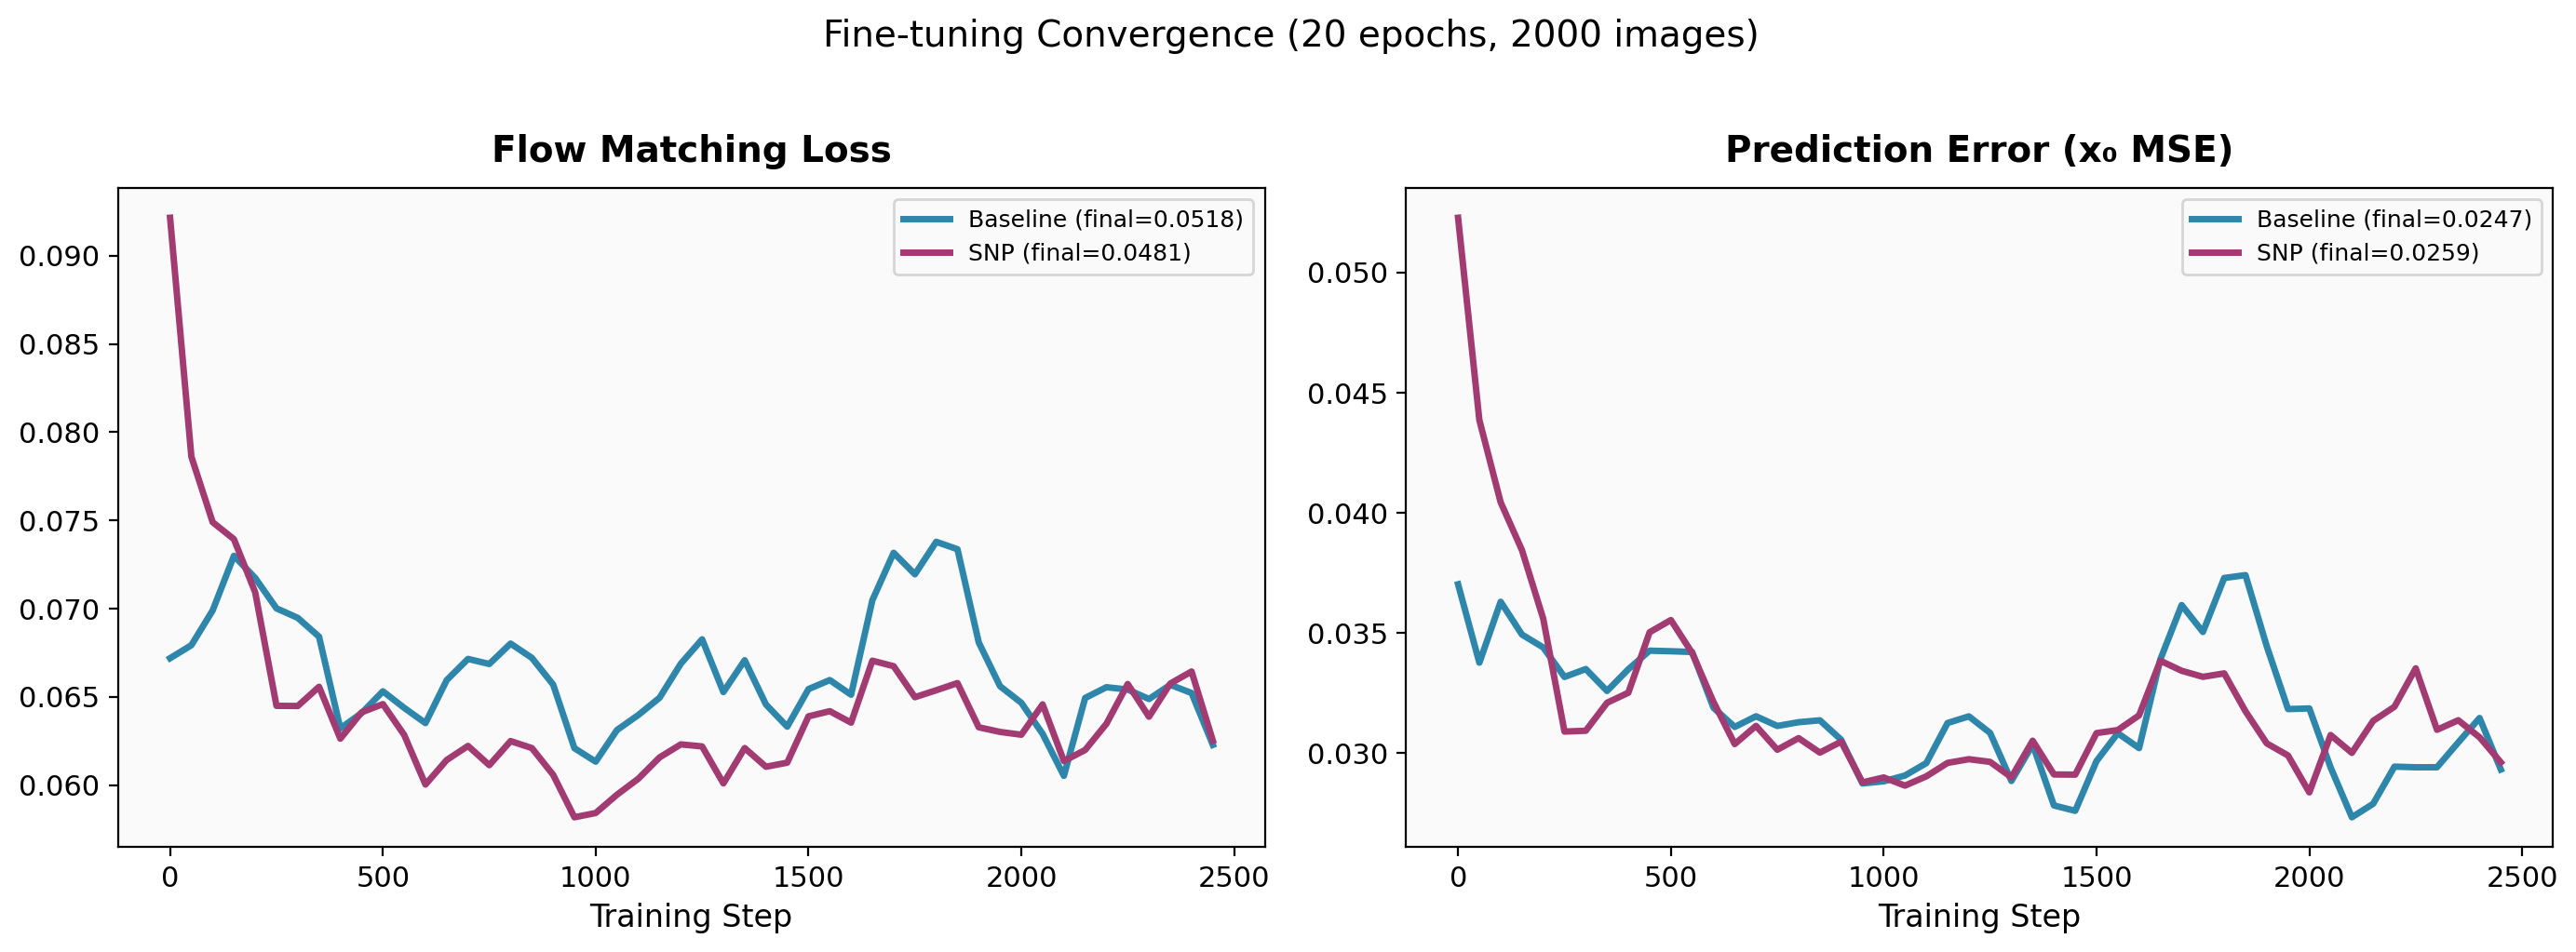 Fine-tuning Convergence (20 epochs, 2000 images)
Flow Matching Loss
Baseline (final=0.0518)
SNP (final=0.0481)
0.090
0.085
0.080
0.075
0.070
0.065
0.060
0 500 1000 1500 2000 2500
Training Step
Prediction Error (x₀ MSE)
Baseline (final=0.0247)
SNP (final=0.0259)
0.050
0.045
0.040
0.035
0.030
0 500 1000 1500 2000 2500
Training Step